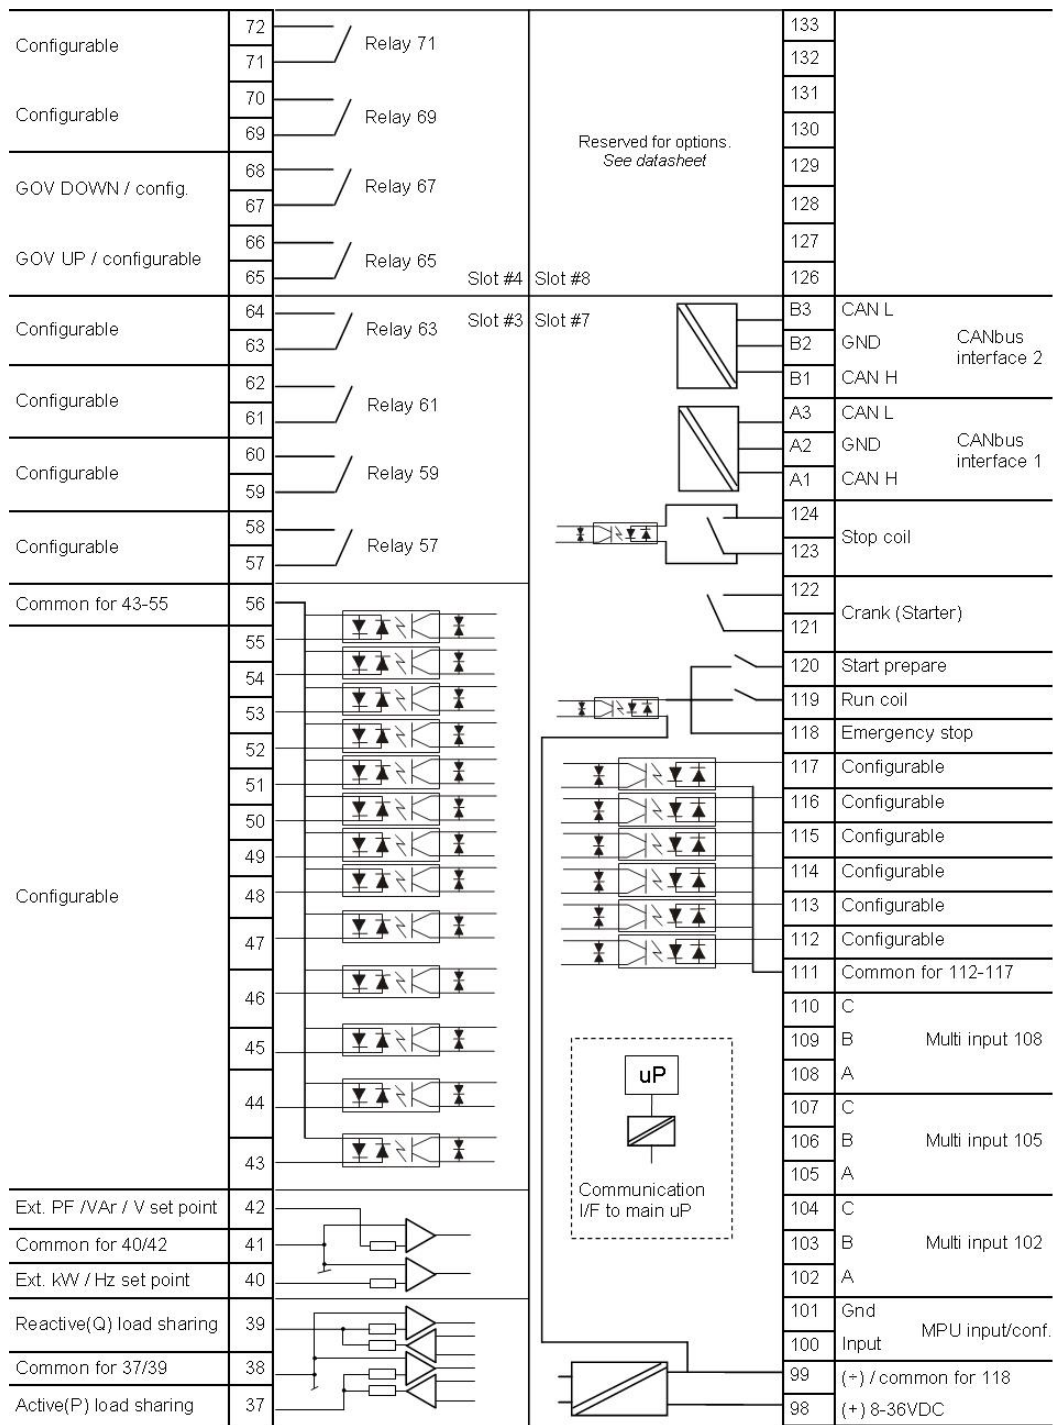 Configurable
72
71
Relay 71
Configurable
70
69
Relay 69
GOV DOWN / config.
68
67
Relay 67
GOV UP / configurable
66
65
Relay 65
Slot #4
Configurable
64
63
Relay 63
Slot #3
Configurable
62
61
Relay 61
Configurable
60
59
Relay 59
Configurable
58
57
Relay 57
Common for 43-55
56
Configurable
55
54
53
52
51
50
49
48
47
46
45
44
43
Ext. PF /VAr / V set point
42
Common for 40/42
41
Ext. kW / Hz set point
40
Reactive(Q) load sharing
39
Common for 37/39
38
Active(P) load sharing
37
Reserved for options.
See datasheet
Slot #8
133
132
131
130
129
128
127
126
Slot #7
B3 CAN L
B2 GND
B1 CAN H
CANbus
interface 2
A3 CAN L
A2 GND
A1 CAN H
CANbus
interface 1
124
123
Stop coil
122
121
Crank (Starter)
120 Start prepare
119 Run coil
118 Emergency stop
117 Configurable
116 Configurable
115 Configurable
114 Configurable
113 Configurable
112 Configurable
111 Common for 112-117
110 C
109 B Multi input 108
108 A
107 C
106 B Multi input 105
105 A
104 C
103 B Multi input 102
102 A
uP
Communication
I/F to main uP
101 Gnd
100 Input
MPU input/conf.
99 (÷) / common for 118
98 (+) 8-36VDC